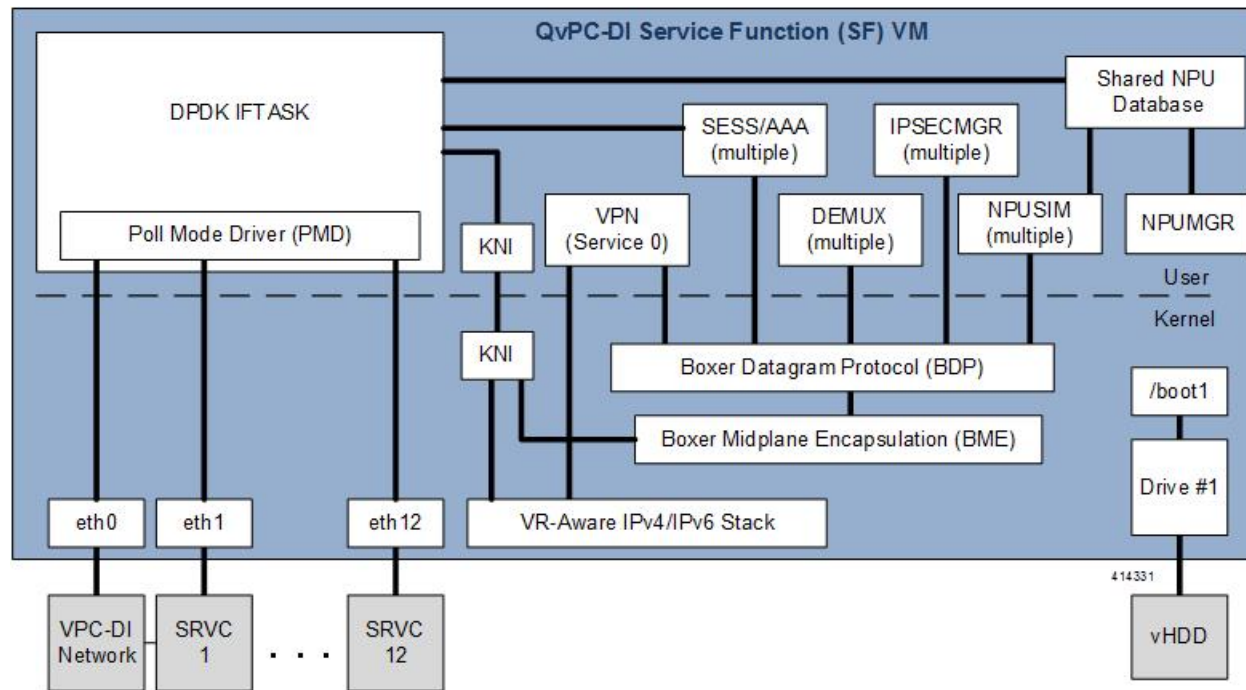 QvPC-DI Service Function (SF) VM
DPDK IFTASK
Poll Mode Driver (PMD)
Shared NPU
Database
SESS/AAA
(multiple)
IPSECMGR
(multiple)
KNI
VPN
(Service 0)
DEMUX
(multiple)
NPUSIM
(multiple)
NPUMGR
User
Kernel
KNI
Boxer Datagram Protocol (BDP)
/boot1
Boxer Midplane Encapsulation (BME)
Drive #1
eth0
eth1
eth12
VR-Aware IPv4/IPv6 Stack
414331
VPC-DI
Network
SRVC
1
. . .
SRVC
12
vHDD